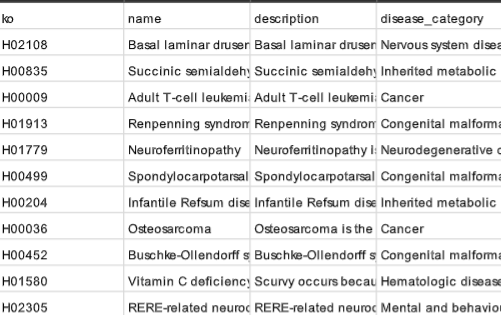 ko name description disease_category
H02108 Basal laminar drusen Basal laminar drusen Nervous system disea
H00835 Succinic semialdehy Succinic semialdehy Inherited metabolic
H00009 Adult T-cell leukemi Adult T-cell leukemi Cancer
H01913 Renpenning syndrom Renpenning syndrom Congenital malforma
H01779 Neuroferritinopathy Neuroferritinopathy i Neurodegenerative c
H00499 Spondylocarpotarsal Spondylocarpotarsal Congenital malforma
H00204 Infantile Refsum dise Infantile Refsum dise Inherited metabolic
H00036 Osteosarcoma Osteosarcoma is the Cancer
H00452 Buschke-Ollendorff s Buschke-Ollendorff s Congenital malforma
H01580 Vitamin C deficiency Scurvy occurs becau Hematologic disease
H02305 RERE-related neuroc RERE-related neuroc Mental and behaviou